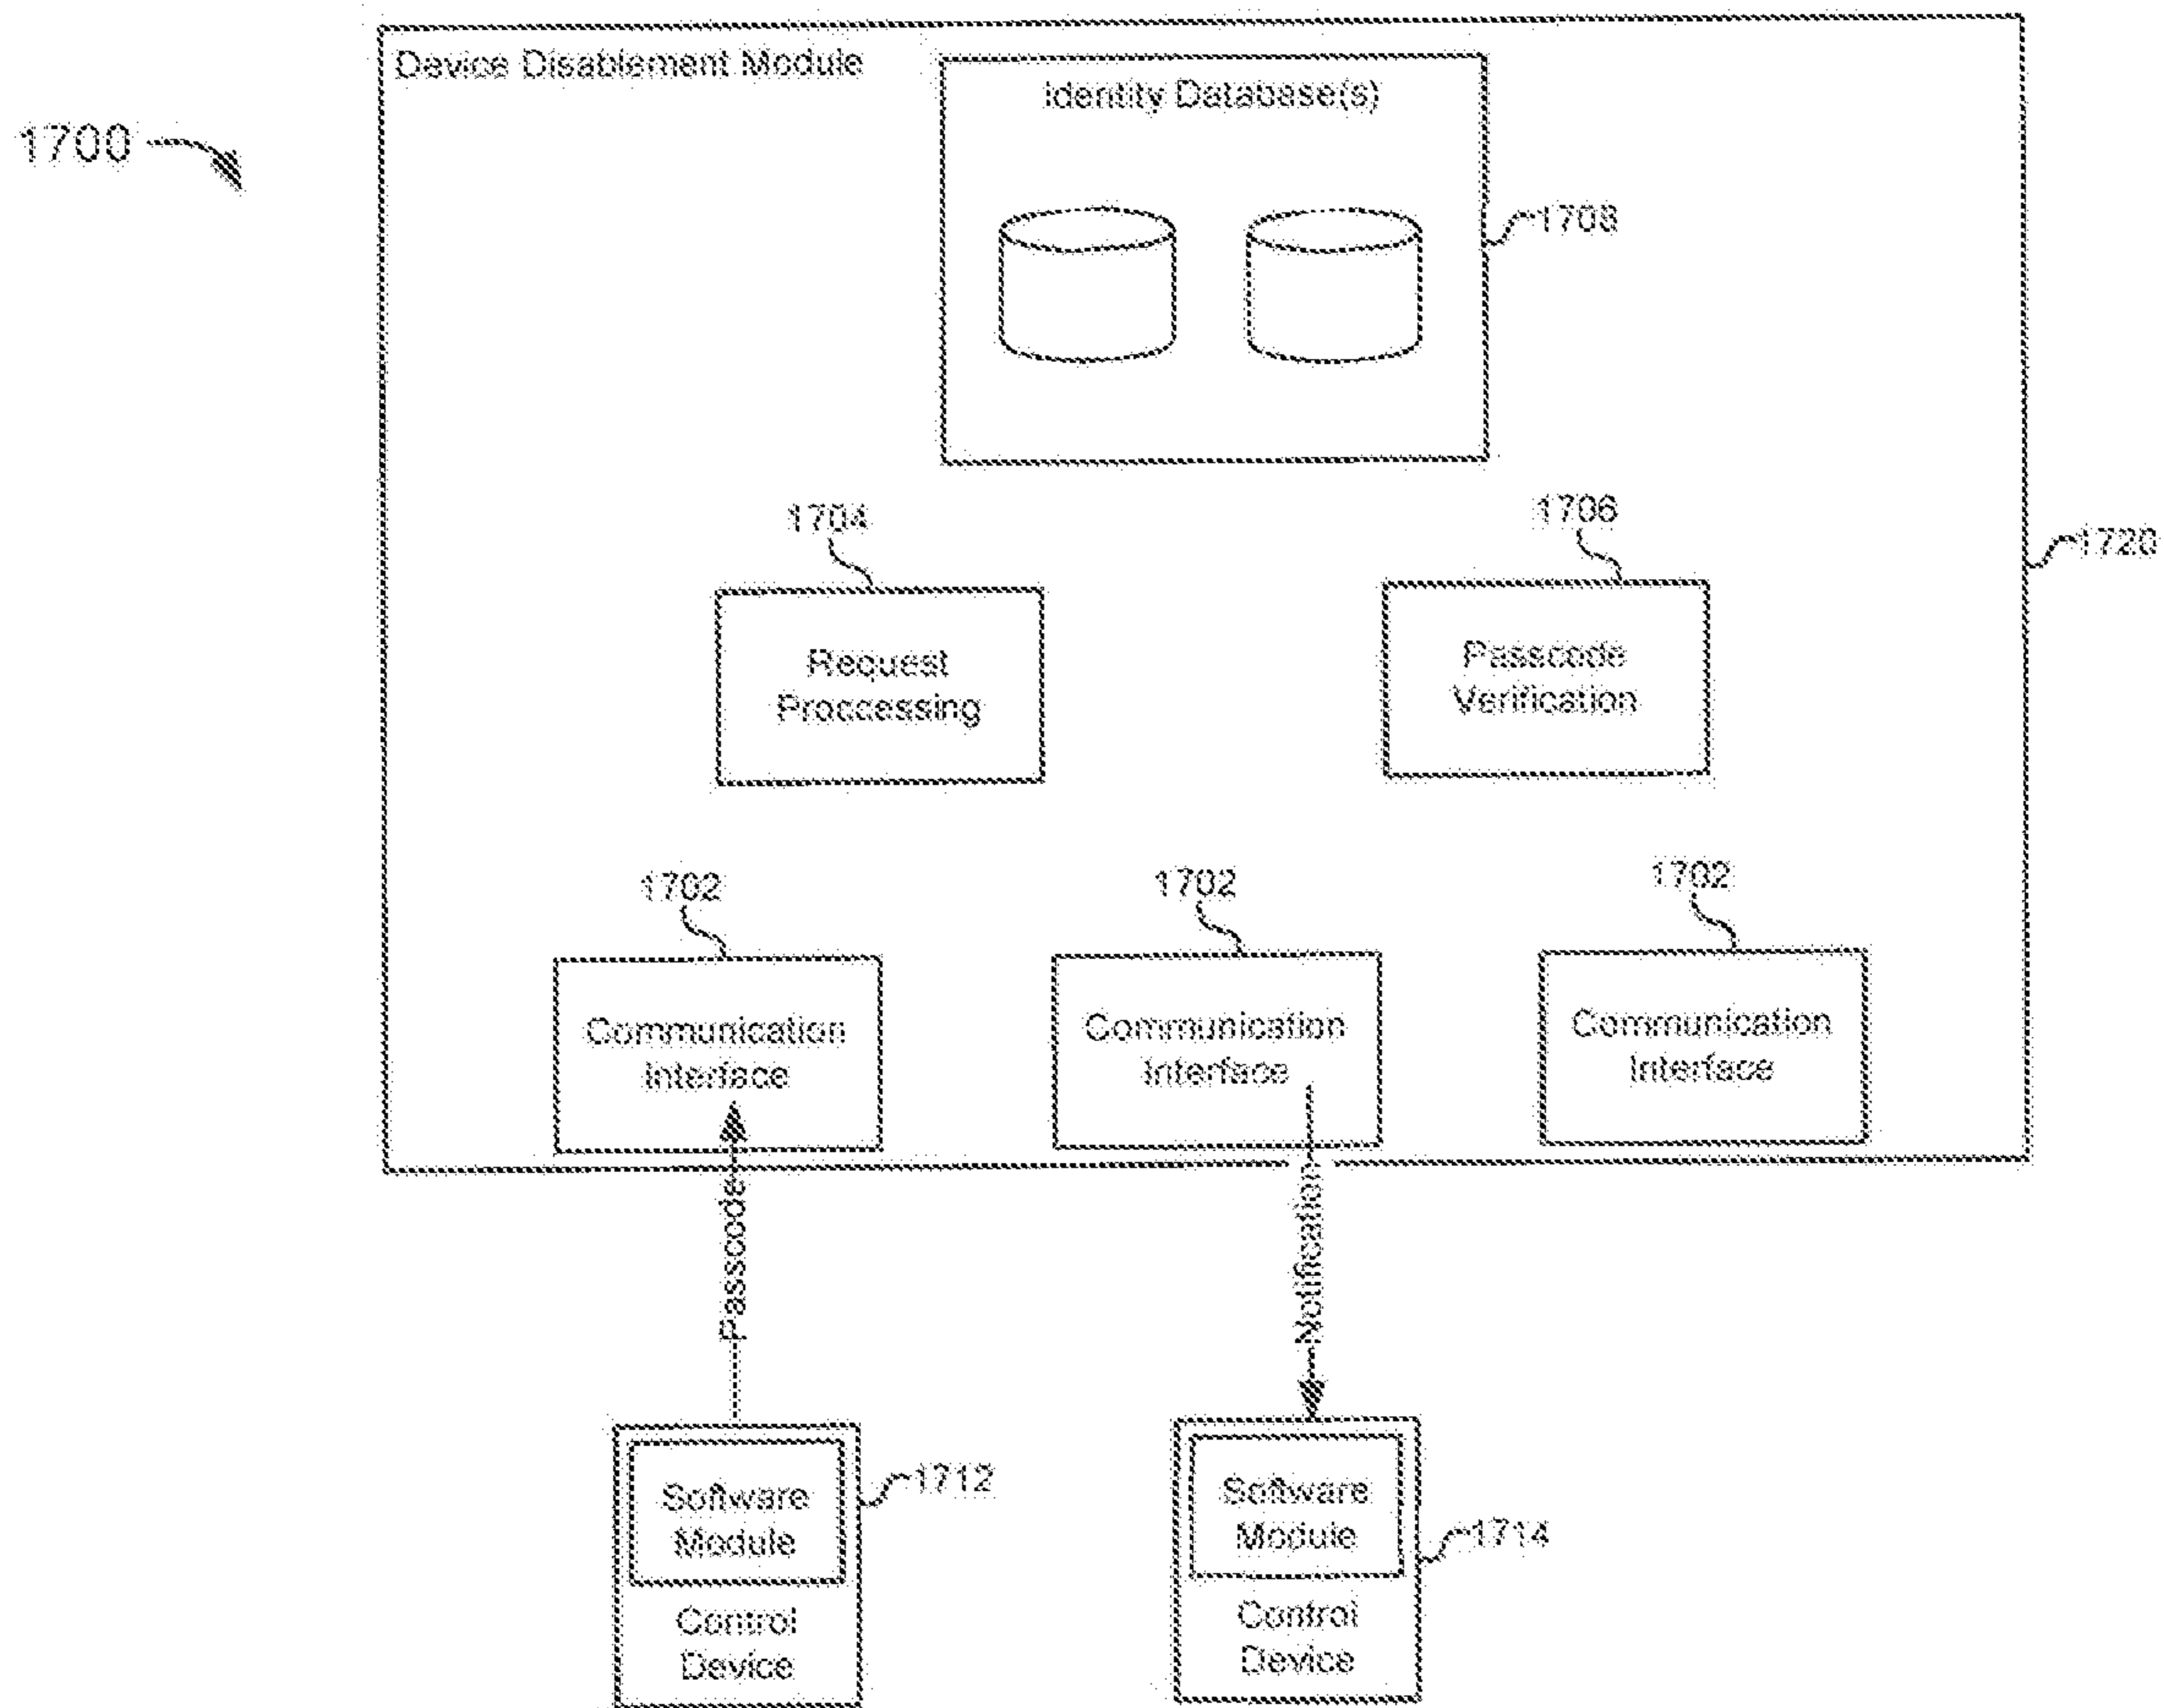 Device Disablement Module
Identity Database(s)
1700
1708
1704
1706
1720
Request
Proccessing
Passcode
Verification
1702
1702
1702
Communication
Interface
Communication
Interface
Communication
Interface
Passcode
Notification
Software
Module
1712
Control
Device
Software
Module
1714
Control
Device